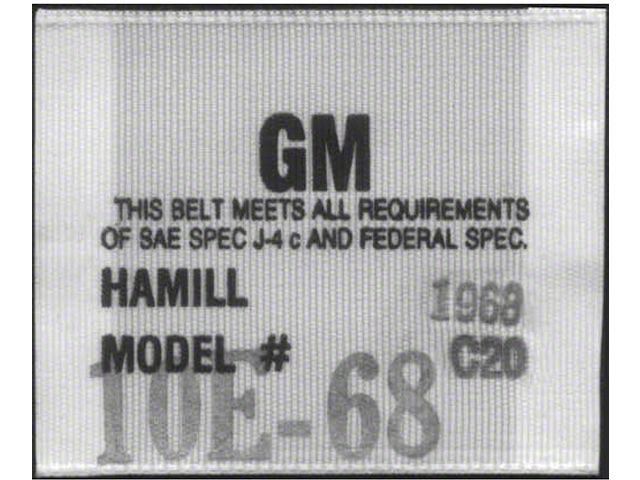 GM
THIS BELT MEETS ALL REQUIREMENTS
OF SAE SPEC J-4 c AND FEDERAL SPEC.
HAMILL 1968
MODEL # C20
10E-68